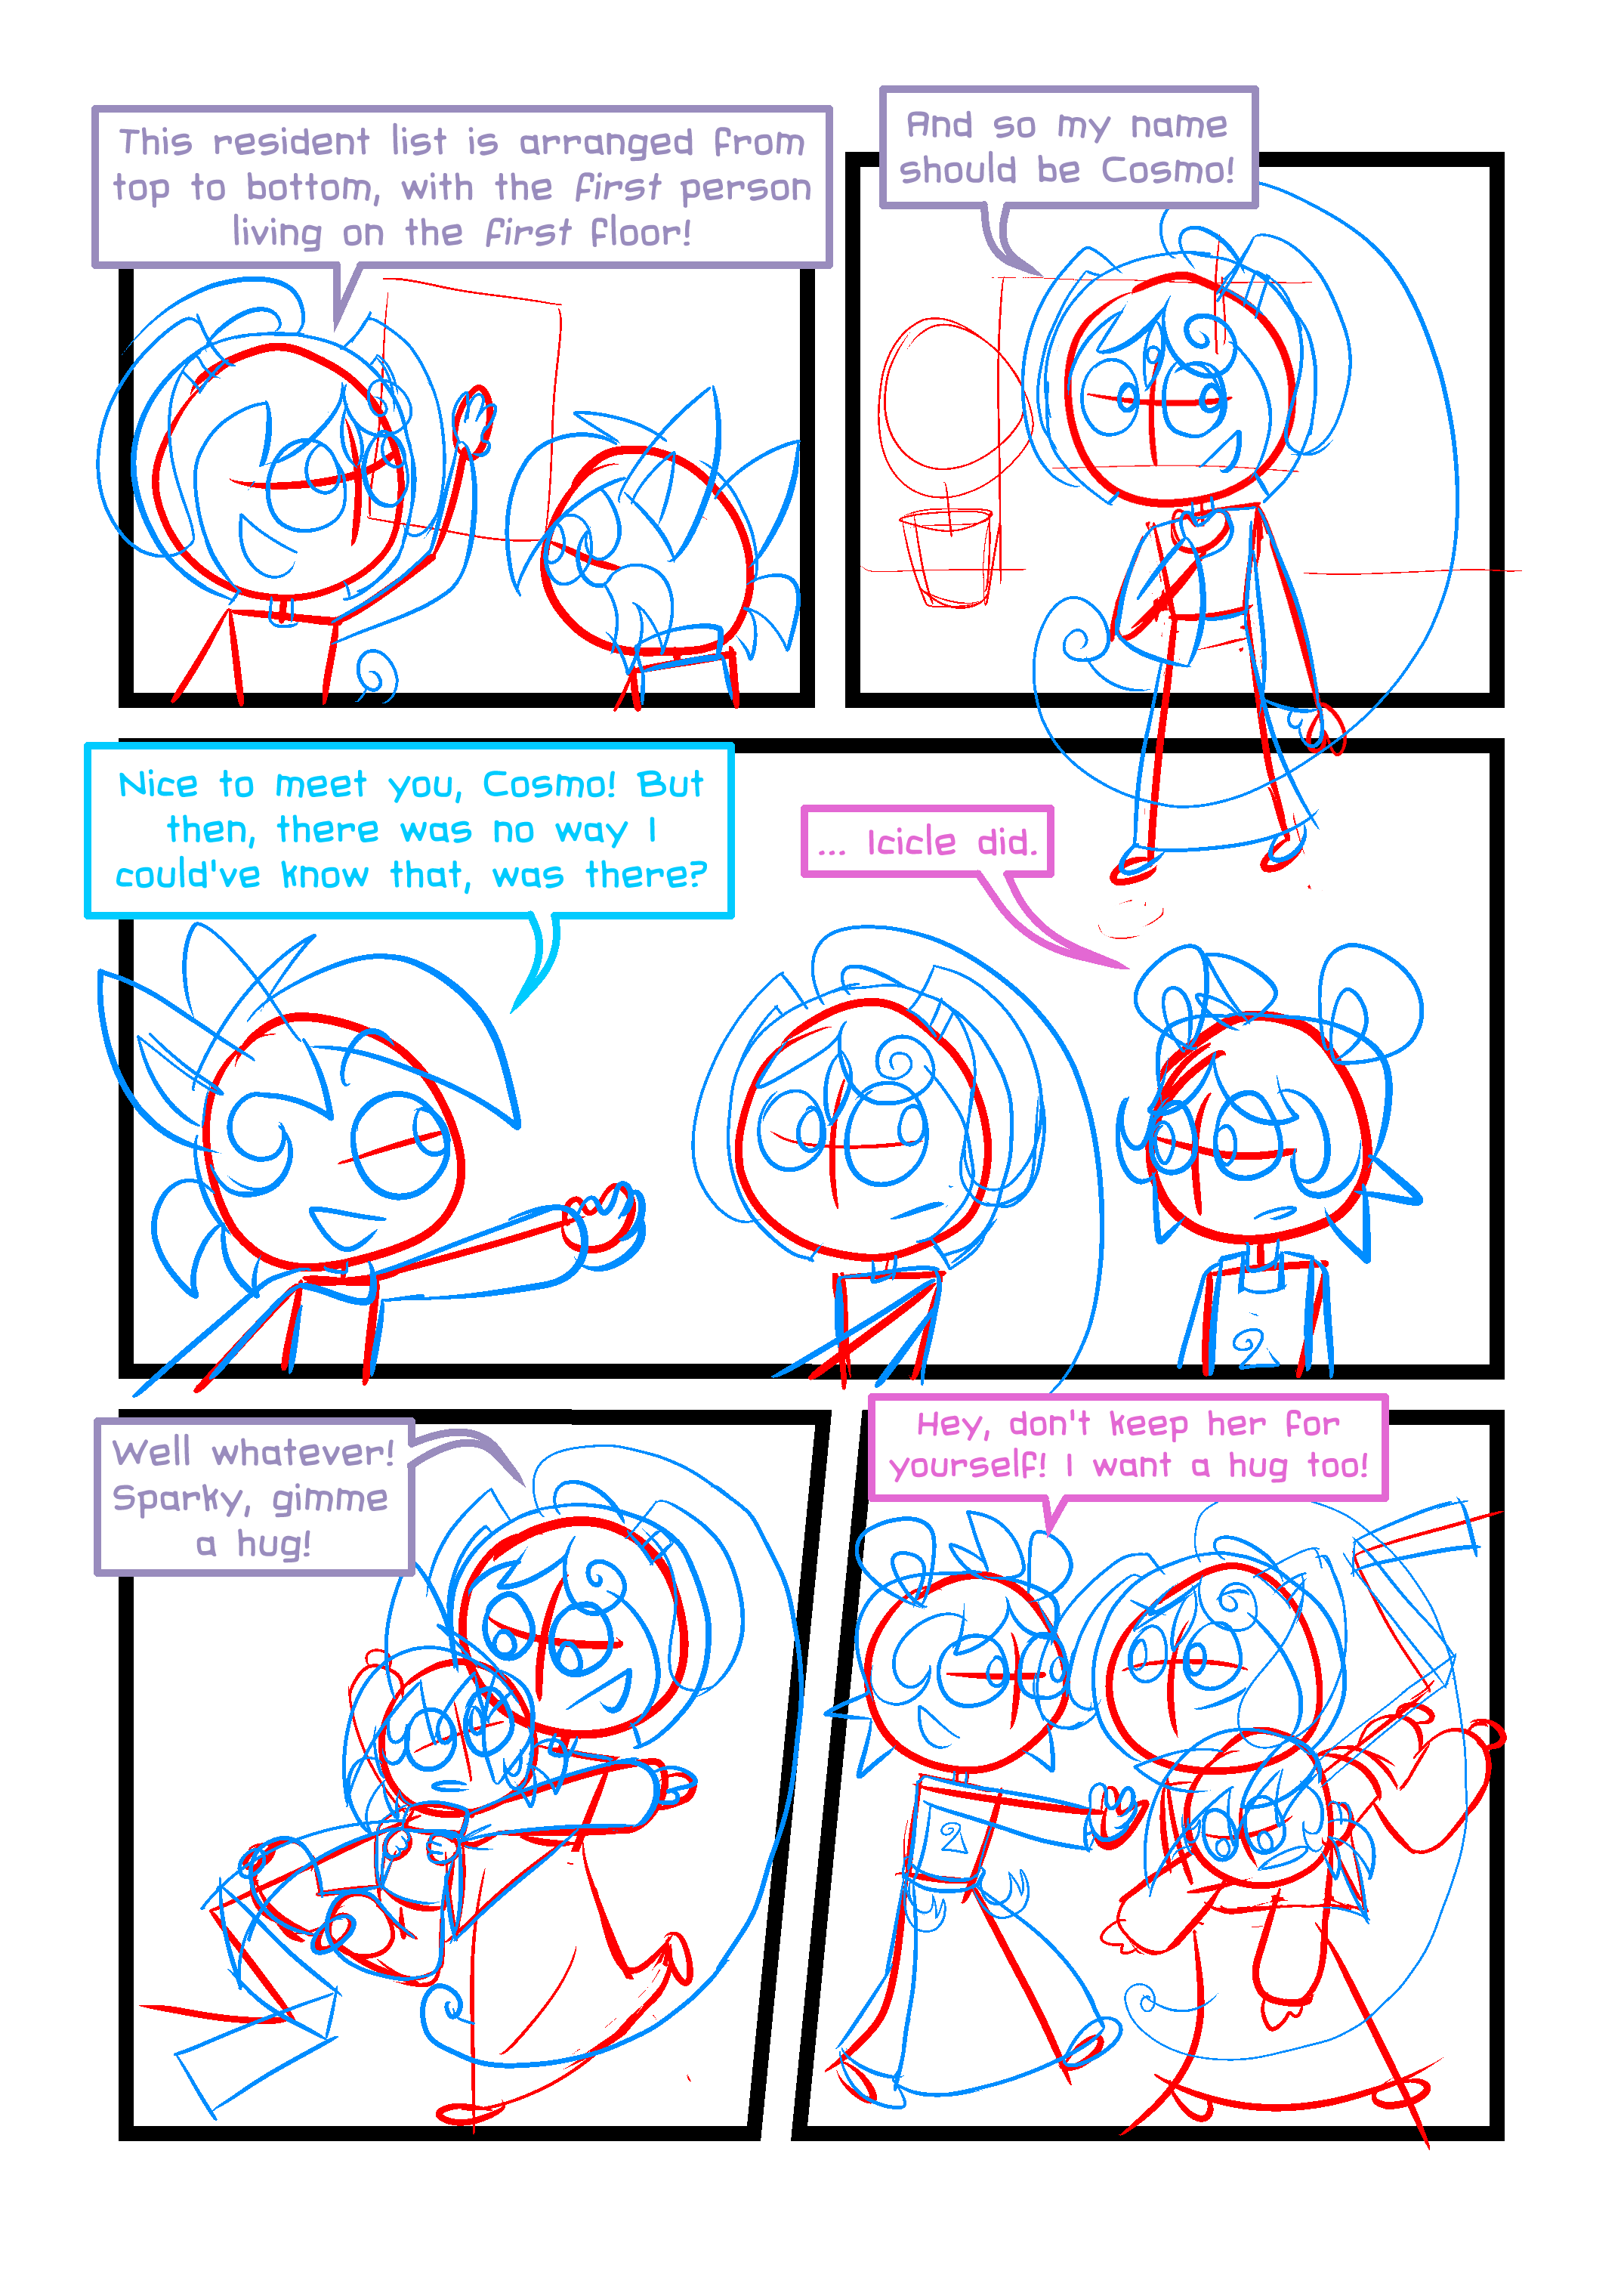 This resident list is arranged from
top to bottom, with the first person
living on the first floor!
And so my name
should be Cosmo!
Nice to meet you, Cosmo! But
then, there was no way I
could've know that, was there?
... Icicle did.
2
Well whatever!
Sparky, gimme
a hug!
Hey, don't keep her for
yourself! I want a hug too!
2